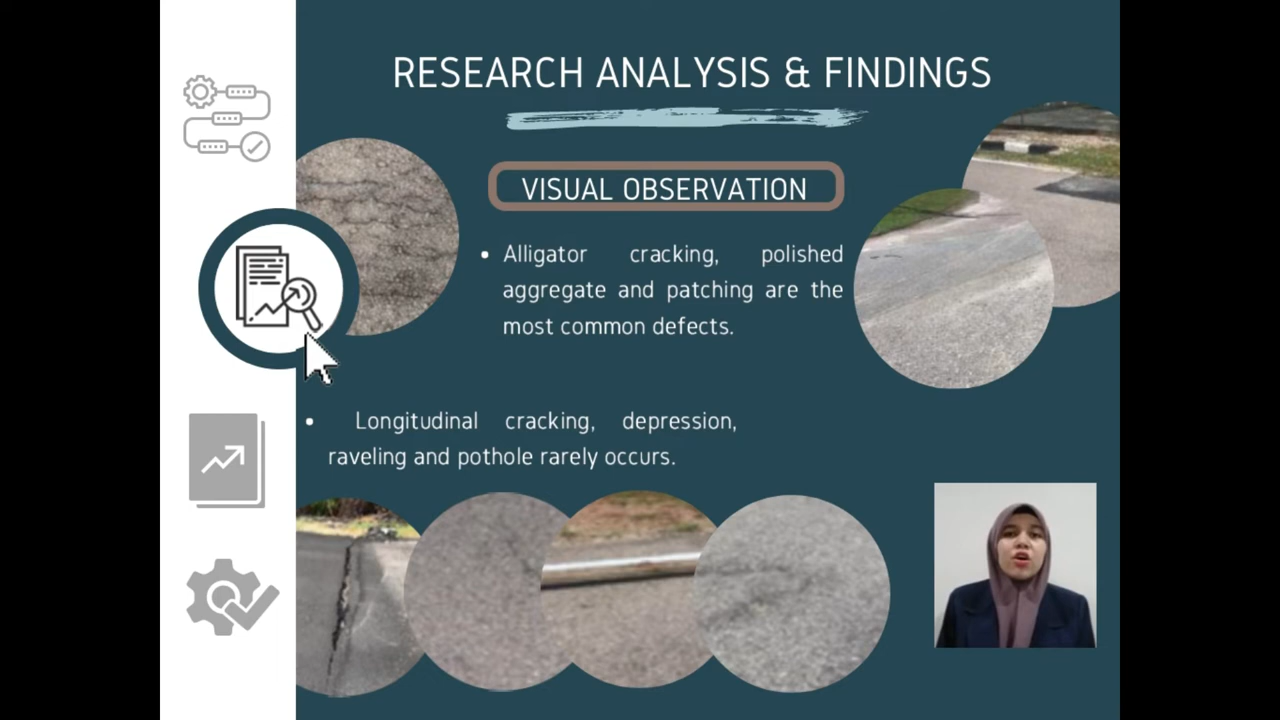 RESEARCH ANALYSIS & FINDINGS
VISUAL OBSERVATION
• Alligator cracking, polished
aggregate and patching are the
most common defects.
• Longitudinal cracking, depression,
raveling and pothole rarely occurs.